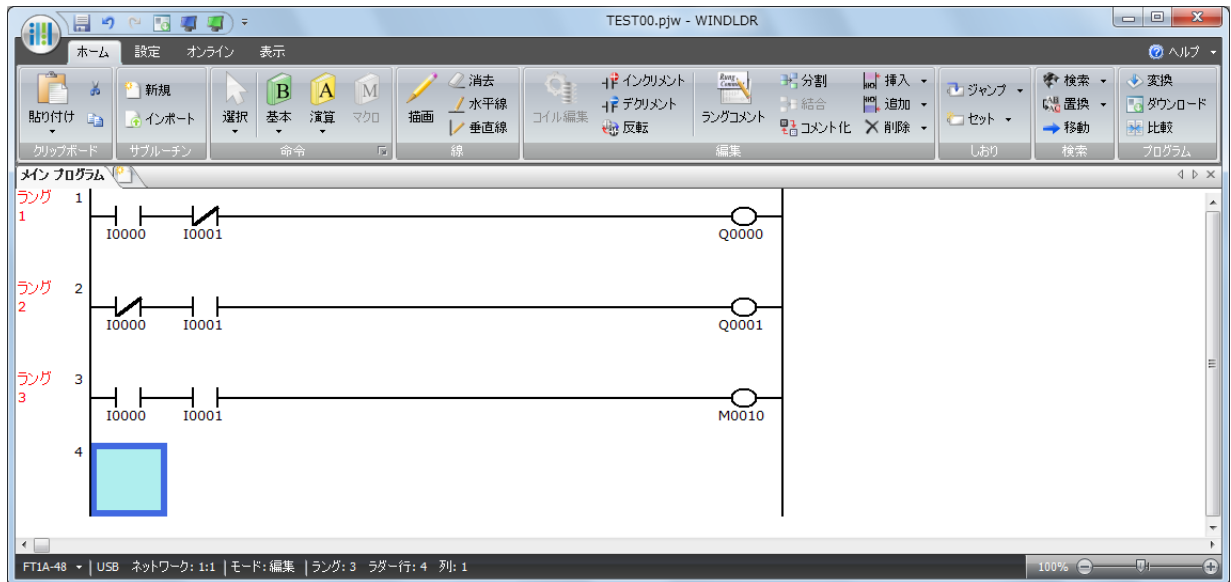 TEST00.pjw - WINDLDR
ホーム 設定 オンライン 表示 ヘルプ
貼り付け
クリップボード
新規
インポート
サブルーチン
選択 B 基本 A 演算 M マクロ
命令
描画 消去
水平線
垂直線
線
コイル編集 インクリメント
デクリメント
反転
Rung Comment
ラングコメント
分割
結合
コメント化
挿入
追加
削除
編集
ジャンプ
セット
しおり
検索
置換
移動
検索
変換
ダウンロード
比較
プログラム
メイン プログラム
ラング 1
1
I0000 I0001 Q0000
ラング 2
2
I0000 I0001 Q0001
ラング 3
3
I0000 I0001 M0010
4
FT1A-48 USB ネットワーク: 1:1 モード: 編集 ラング: 3 ラダー行: 4 列: 1 100%